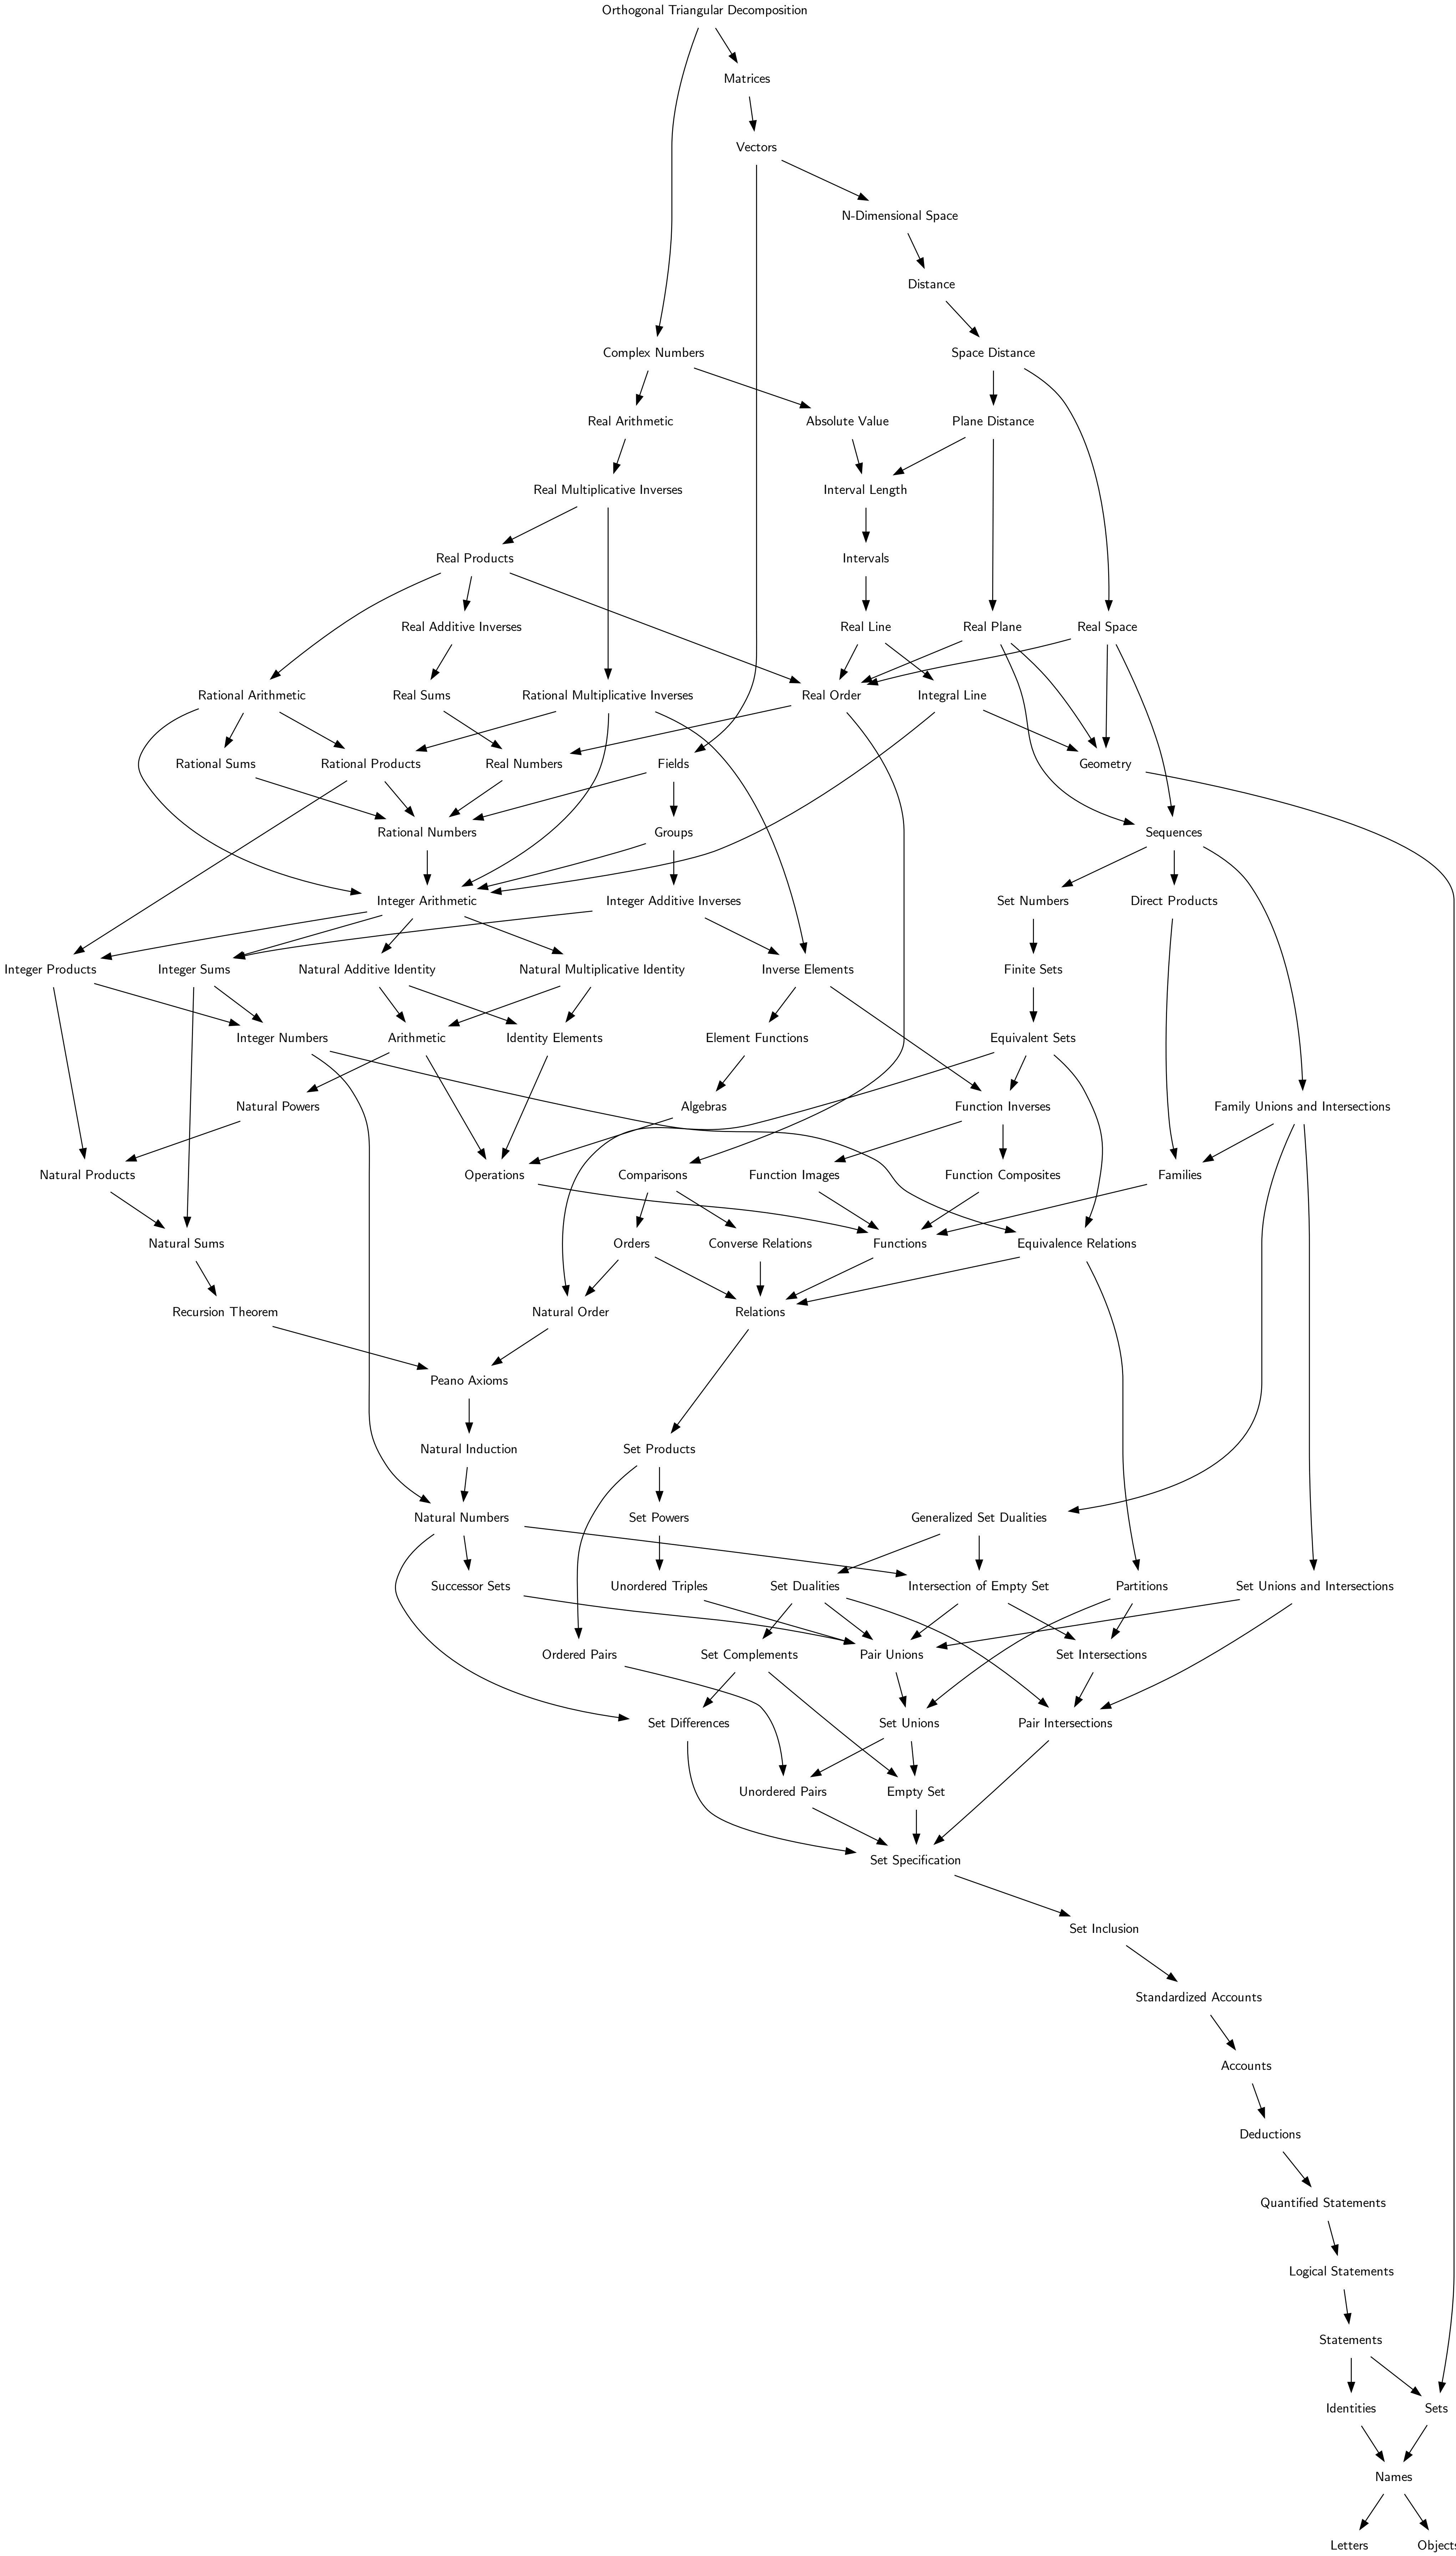 Orthogonal Triangular Decomposition
Matrices
Vectors
N-Dimensional Space
Distance
Complex Numbers
Space Distance
Real Arithmetic
Absolute Value
Plane Distance
Real Multiplicative Inverses
Interval Length
Real Products
Intervals
Real Additive Inverses
Real Line
Real Plane
Real Space
Rational Arithmetic
Real Sums
Rational Multiplicative Inverses
Real Order
Integral Line
Rational Sums
Rational Products
Real Numbers
Fields
Geometry
Rational Numbers
Groups
Sequences
Integer Arithmetic
Integer Additive Inverses
Set Numbers
Direct Products
Integer Products
Integer Sums
Natural Additive Identity
Natural Multiplicative Identity
Inverse Elements
Finite Sets
Integer Numbers
Arithmetic
Identity Elements
Element Functions
Equivalent Sets
Natural Powers
Algebras
Function Inverses
Family Unions and Intersections
Natural Products
Operations
Comparisons
Function Images
Function Composites
Families
Natural Sums
Orders
Converse Relations
Functions
Equivalence Relations
Recursion Theorem
Natural Order
Relations
Peano Axioms
Natural Induction
Set Products
Natural Numbers
Set Powers
Generalized Set Dualities
Successor Sets
Unordered Triples
Set Dualities
Intersection of Empty Set
Partitions
Set Unions and Intersections
Ordered Pairs
Set Complements
Pair Unions
Set Intersections
Set Differences
Set Unions
Pair Intersections
Unordered Pairs
Empty Set
Set Specification
Set Inclusion
Standardized Accounts
Accounts
Deductions
Quantified Statements
Logical Statements
Statements
Identities
Sets
Names
Letters
Objects